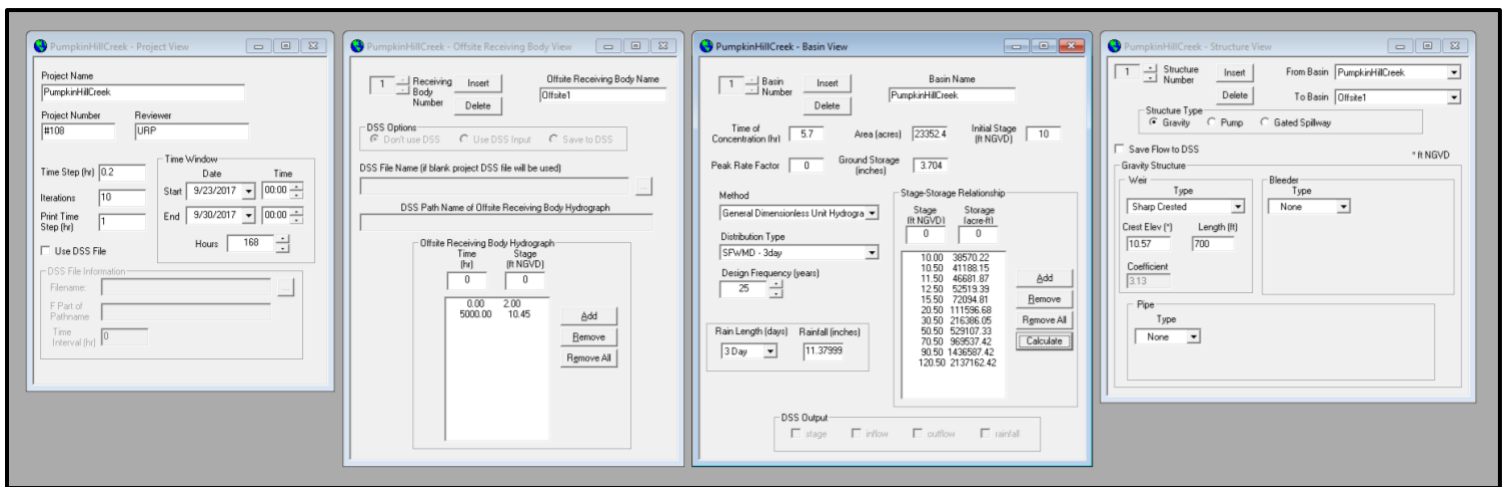 PumpkinHillCreek - Project View
Project Name
PumpkinHillCreek
Project Number Reviewer
#108 URP
Time Step (hr) 0.2
Iterations 10
Print Time Step (hr) 1
Use DSS File
Time Window
Date Time
Start 9/23/2017 00:00
End 9/30/2017 00:00
Hours 168
DSS File Information
Filename: ...
F Part of Pathname
Time Interval (hr) 0
PumpkinHillCreek - Offsite Receiving Body View
1 Receiving Body Number Insert Delete
Offsite Receiving Body Name
Offsite1
DSS Options
Don't use DSS Use DSS Input Save to DSS
DSS File Name (if blank project DSS file will be used)
...
DSS Path Name of Offsite Receiving Body Hydrograph
Offsite Receiving Body Hydrograph
Time (hr) Stage (ft NGVD)
0 0
0.00 2.00
5000.00 10.45
Add
Remove
Remove All
PumpkinHillCreek - Basin View
1 Basin Number Insert Delete
Basin Name
PumpkinHillCreek
Time of Concentration (hr) 5.7 Area (acres) 23352.4 Initial Stage (ft NGVD) 10
Peak Rate Factor 0 Ground Storage (inches) 3.704
Method
General Dimensionless Unit Hydrogra
Distribution Type
SFWMD - 3day
Design Frequency (years)
25
Rain Length (days) Rainfall (inches)
3 Day 11.37999
Stage-Storage Relationship
Stage (ft NGVD) Storage (acre-ft)
0 0
10.00 38570.22
10.50 41188.15
11.50 46681.87
12.50 52519.39
15.50 72094.81
20.50 111596.68
30.50 216386.05
50.50 529107.33
70.50 969537.42
90.50 1436587.42
120.50 2137162.42
Add
Remove
Remove All
Calculate
DSS Output
stage inflow outflow rainfall
PumpkinHillCreek - Structure View
1 Structure Number Insert Delete
From Basin PumpkinHillCreek
To Basin Offsite1
Structure Type
Gravity Pump Gated Spillway
Save Flow to DSS
* ft NGVD
Gravity Structure
Weir
Type
Sharp Crested
Crest Elev (*) Length (ft)
10.57 700
Coefficient
3.13
Bleeder
Type
None
Pipe
Type
None